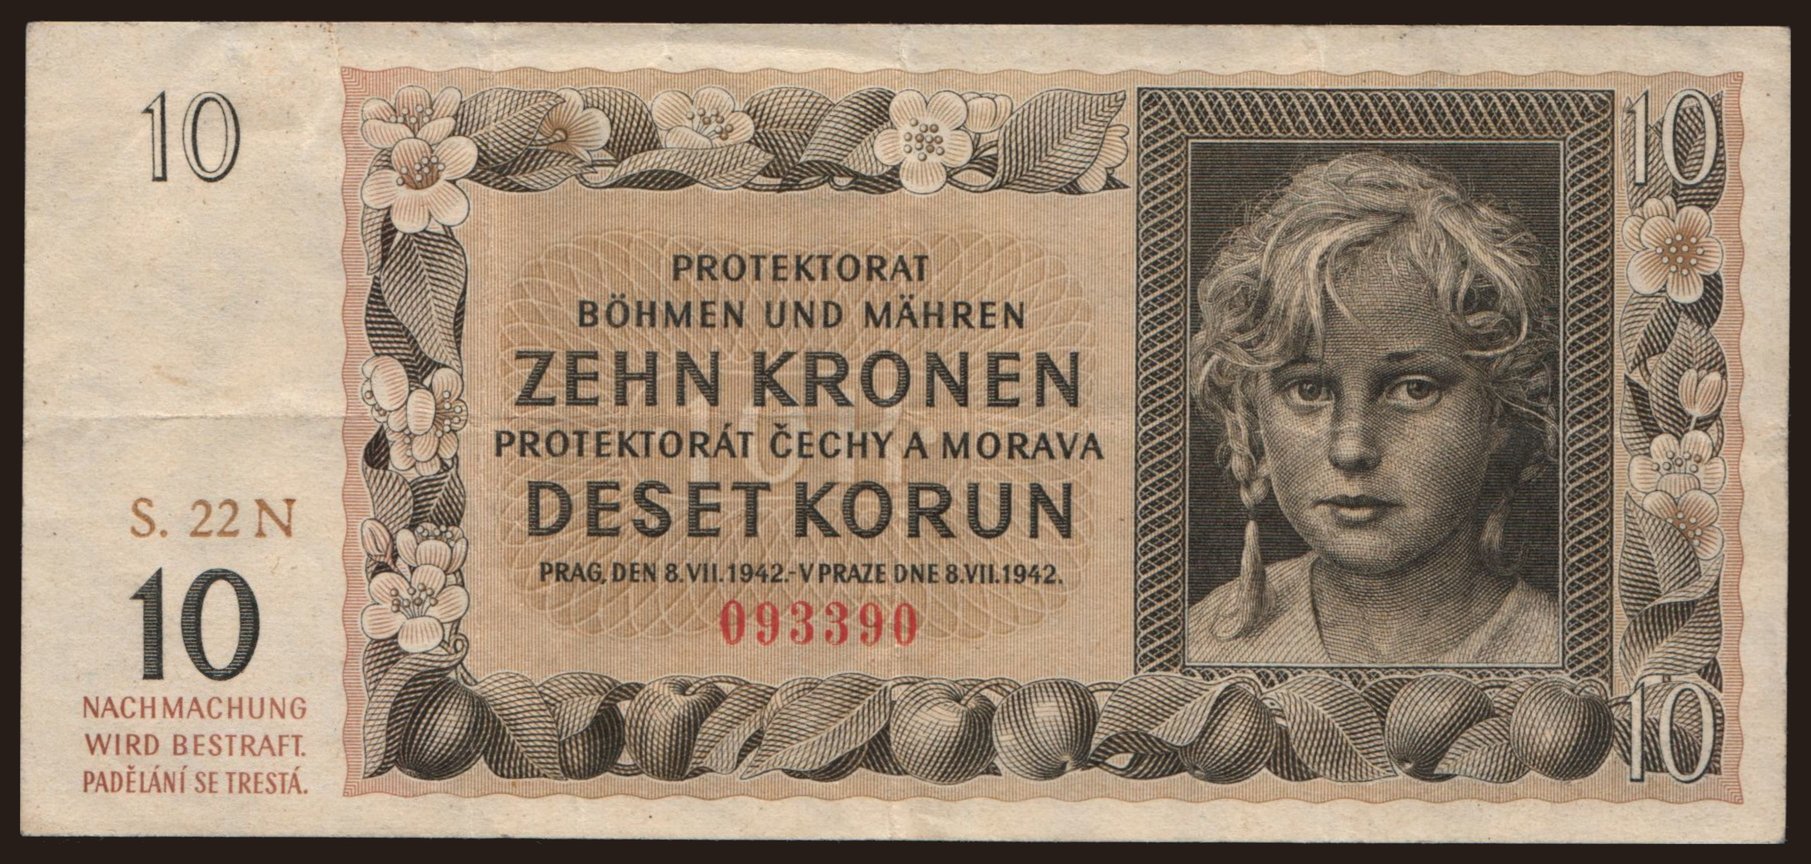 10
10
PROTEKTORAT
BÖHMEN UND MÄHREN
ZEHN KRONEN
PROTEKTORÁT ČECHY A MORAVA
DESET KORUN
PRAG, DEN 8.VII.1942.-V PRAZE DNE 8.VII.1942.
093390
S. 22 N
10
NACHMACHUNG
WIRD BESTRAFT.
PADĚLÁNÍ SE TRESTÁ.
10